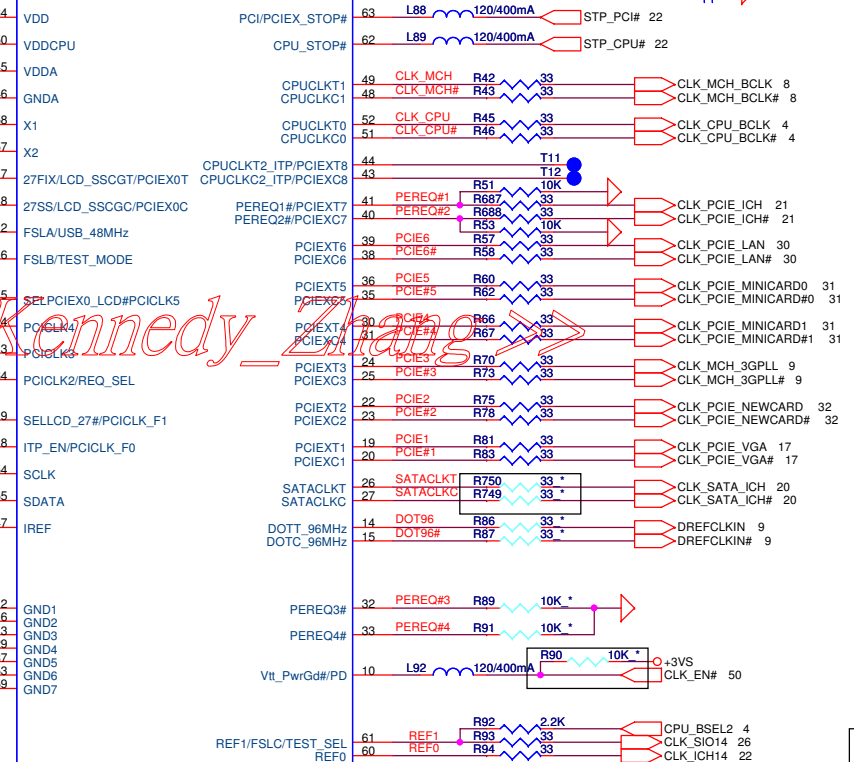 VDD PCI/PCIEX_STOP# 63 L88 120/400mA STP_PCI# 22
VDDCPU CPU_STOP# 62 L89 120/400mA STP_CPU# 22
VDDA
CPUCLKT1 49 CLK_MCH R42 33 CLK_MCH_BCLK 8
GNDA CPUCLKC1 48 CLK_MCH# R43 33 CLK_MCH_BCLK# 8
X1 CPUCLKT0 52 CLK_CPU R45 33 CLK_CPU_BCLK 4
CPUCLKC0 51 CLK_CPU# R46 33 CLK_CPU_BCLK# 4
X2
CPUCLKT2_ITP/PCIEXT8 44 T11
27FIX/LCD_SSCGT/PCIEX0T CPUCLKC2_ITP/PCIEXC8 43 T12
R51 10K
27SS/LCD_SSCGC/PCIEX0C PEREQ1#/PCIEXT7 41 PEREQ#1 R687 33 CLK_PCIE_ICH 21
PEREQ2#/PCIEXC7 40 PEREQ#2 R688 33 CLK_PCIE_ICH# 21
FSLA/USB_48MHz R53 10K
PCIEXT6 39 PCIE6 R57 33 CLK_PCIE_LAN 30
FSLB/TEST_MODE PCIEXC6 38 PCIE6# R58 33 CLK_PCIE_LAN# 30
PCIEXT5 36 PCIE5 R60 33 CLK_PCIE_MINICARD0 31
SELPCIEX0_LCD#PCICLK5 PCIEXC5 35 PCIE#5 R62 33 CLK_PCIE_MINICARD#0 31
PCICLK4 PCIEXT4 30 PCIE4 R66 33 CLK_PCIE_MINICARD1 31
PCIEXC4 31 PCIE#4 R67 33 CLK_PCIE_MINICARD#1 31
Kennedy_Zhang >>
PCICLK3
PCIEXT3 24 PCIE3 R70 33 CLK_MCH_3GPLL 9
PCICLK2/REQ_SEL PCIEXC3 25 PCIE#3 R73 33 CLK_MCH_3GPLL# 9
PCIEXT2 22 PCIE2 R75 33 CLK_PCIE_NEWCARD 32
SELLCD_27#/PCICLK_F1 PCIEXC2 23 PCIE#2 R78 33 CLK_PCIE_NEWCARD# 32
ITP_EN/PCICLK_F0 PCIEXT1 19 PCIE1 R81 33 CLK_PCIE_VGA 17
PCIEXC1 20 PCIE#1 R83 33 CLK_PCIE_VGA# 17
SCLK
SATACLKT 26 SATACLKT R750 33_* CLK_SATA_ICH 20
SDATA SATACLKC 27 SATACLKC R749 33_* CLK_SATA_ICH# 20
IREF DOTT_96MHz 14 DOT96 R86 33_* DREFCLKIN 9
DOTC_96MHz 15 DOT96# R87 33_* DREFCLKIN# 9
GND1 PEREQ3# 32 PEREQ#3 R89 10K_*
GND2
GND3 PEREQ4# 33 PEREQ#4 R91 10K_*
GND4
GND5 R90 10K_* +3VS
GND6 Vtt_PwrGd#/PD 10 L92 120/400mA CLK_EN# 50
GND7
R92 2.2K CPU_BSEL2 4
REF1/FSLC/TEST_SEL 61 REF1 R93 33 CLK_SIO14 26
REF0 60 REF0 R94 33 CLK_ICH14 22